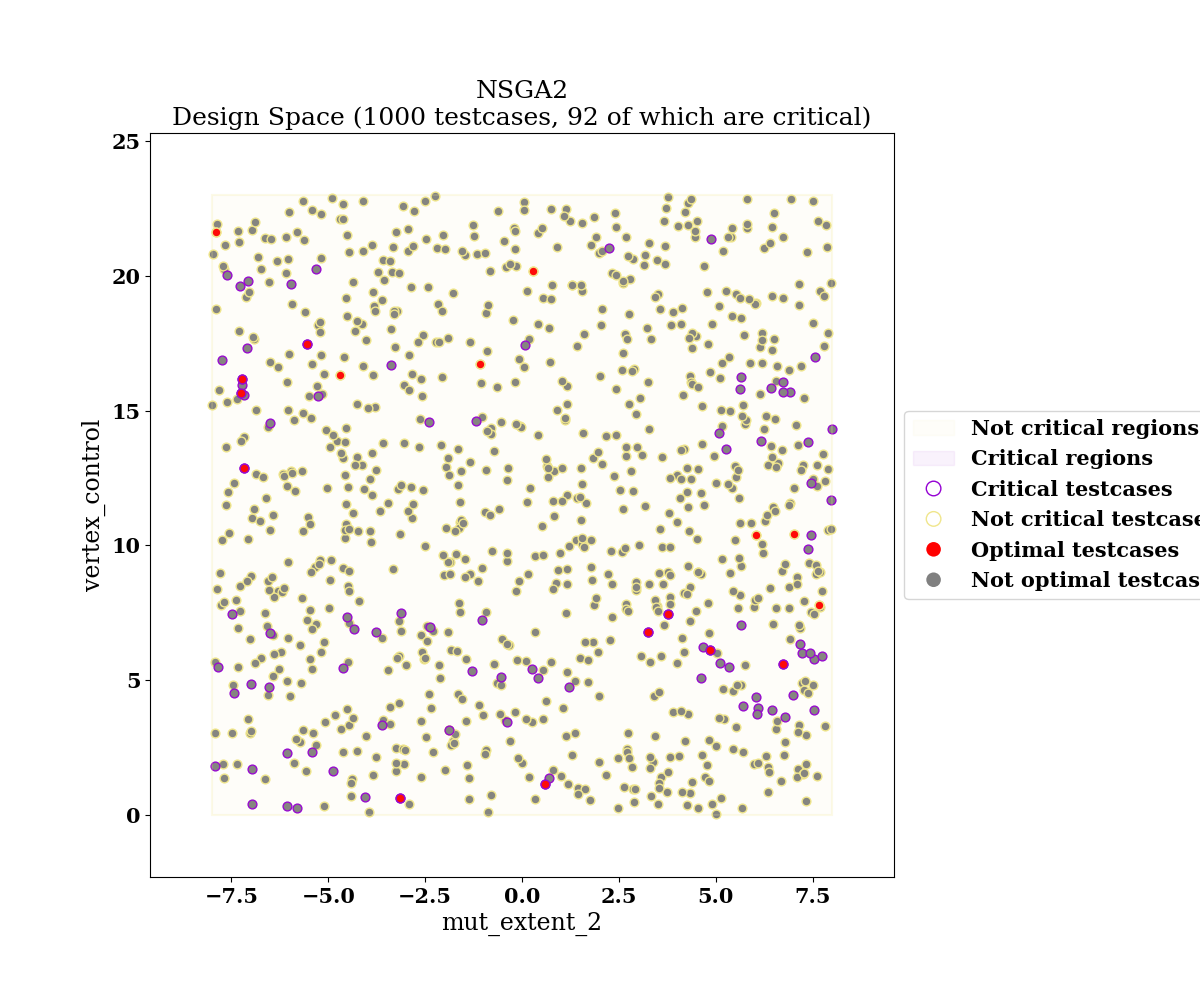 NSGA2
Design Space (1000 testcases, 92 of which are critical)
25
20
15
10
5
0
vertex_control
−7.5 −5.0 −2.5 0.0 2.5 5.0 7.5
mut_extent_2
Not critical regions
Critical regions
Critical testcases
Not critical testcase
Optimal testcases
Not optimal testcas